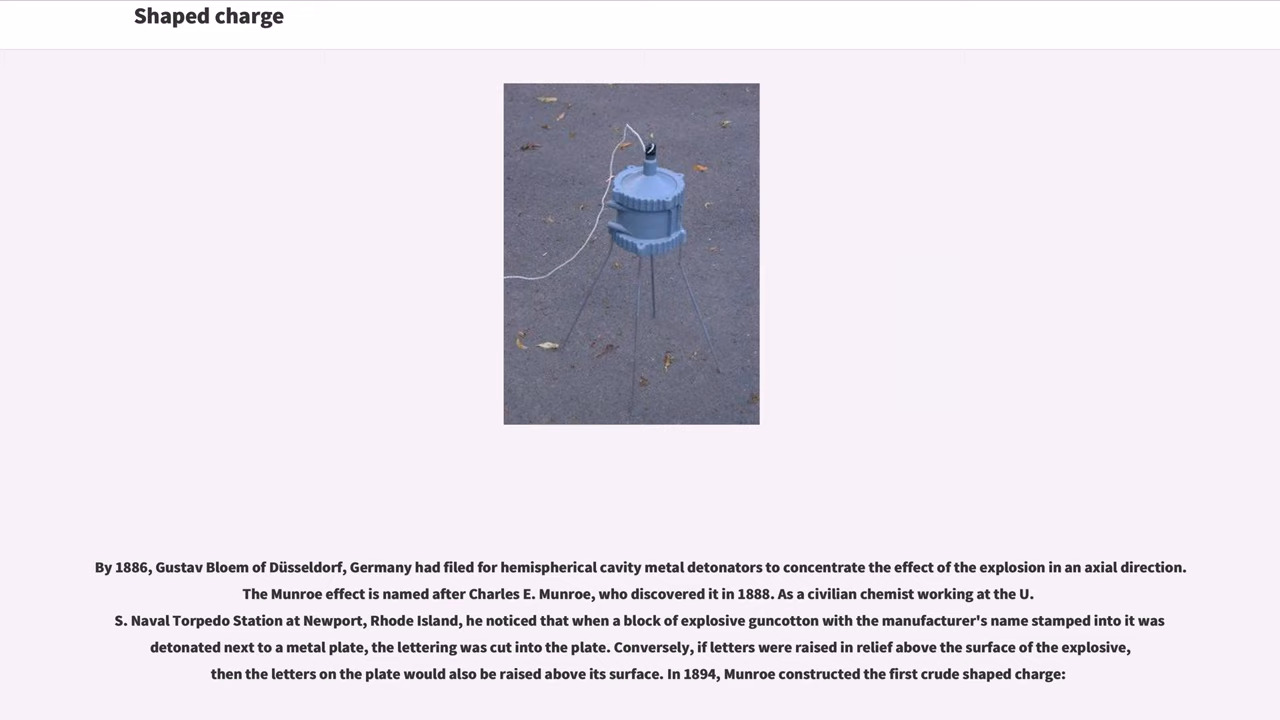 Shaped charge
By 1886, Gustav Bloem of Düsseldorf, Germany had filed for hemispherical cavity metal detonators to concentrate the effect of the explosion in an axial direction.
The Munroe effect is named after Charles E. Munroe, who discovered it in 1888. As a civilian chemist working at the U.
S. Naval Torpedo Station at Newport, Rhode Island, he noticed that when a block of explosive guncotton with the manufacturer's name stamped into it was
detonated next to a metal plate, the lettering was cut into the plate. Conversely, if letters were raised in relief above the surface of the explosive,
then the letters on the plate would also be raised above its surface. In 1894, Munroe constructed the first crude shaped charge: